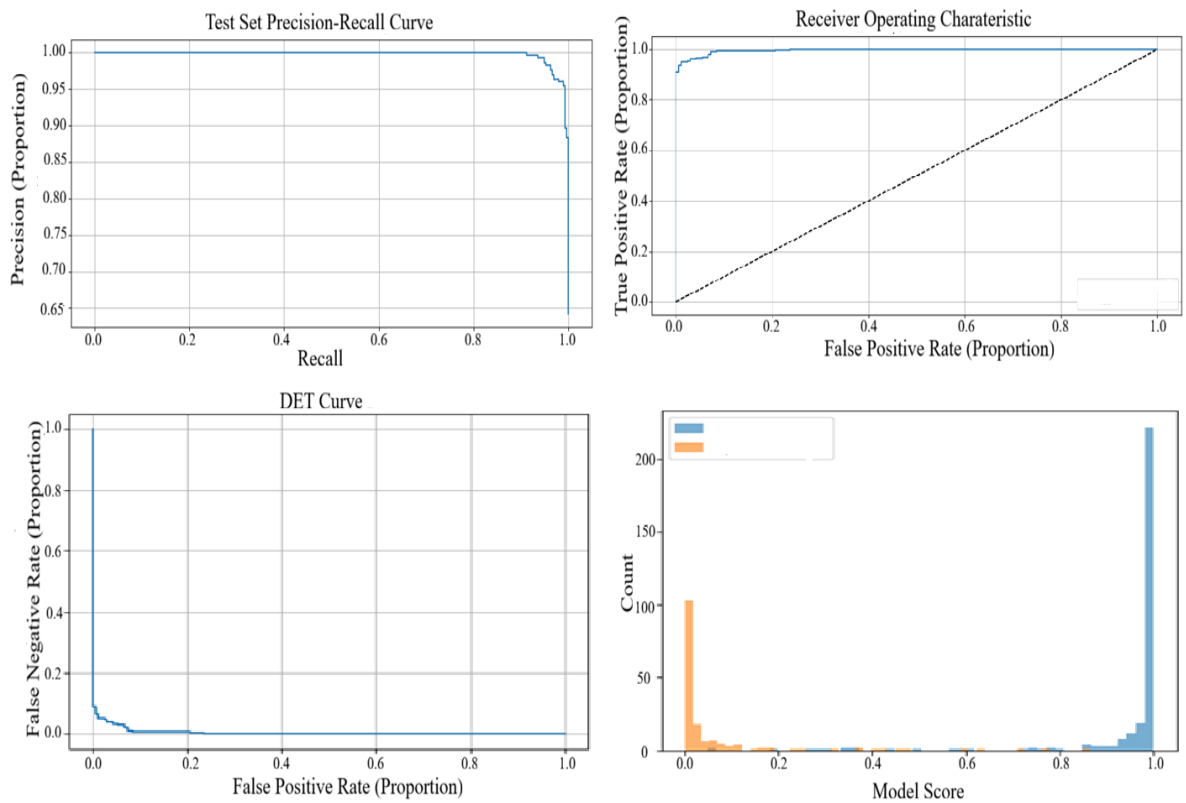 Test Set Precision-Recall Curve
Precision (Proportion)
1.00
0.95
0.90
0.85
0.80
0.75
0.70
0.65
0.0 0.2 0.4 0.6 0.8 1.0
Recall
Receiver Operating Charateristic
True Positive Rate (Proportion)
1.0
0.8
0.6
0.4
0.2
0.0
0.0 0.2 0.4 0.6 0.8 1.0
False Positive Rate (Proportion)
DET Curve
False Negative Rate (Proportion)
1.0
0.8
0.6
0.4
0.2
0.0
0.0 0.2 0.4 0.6 0.8 1.0
False Positive Rate (Proportion)
Count
200
150
100
50
0
0.0 0.2 0.4 0.6 0.8 1.0
Model Score